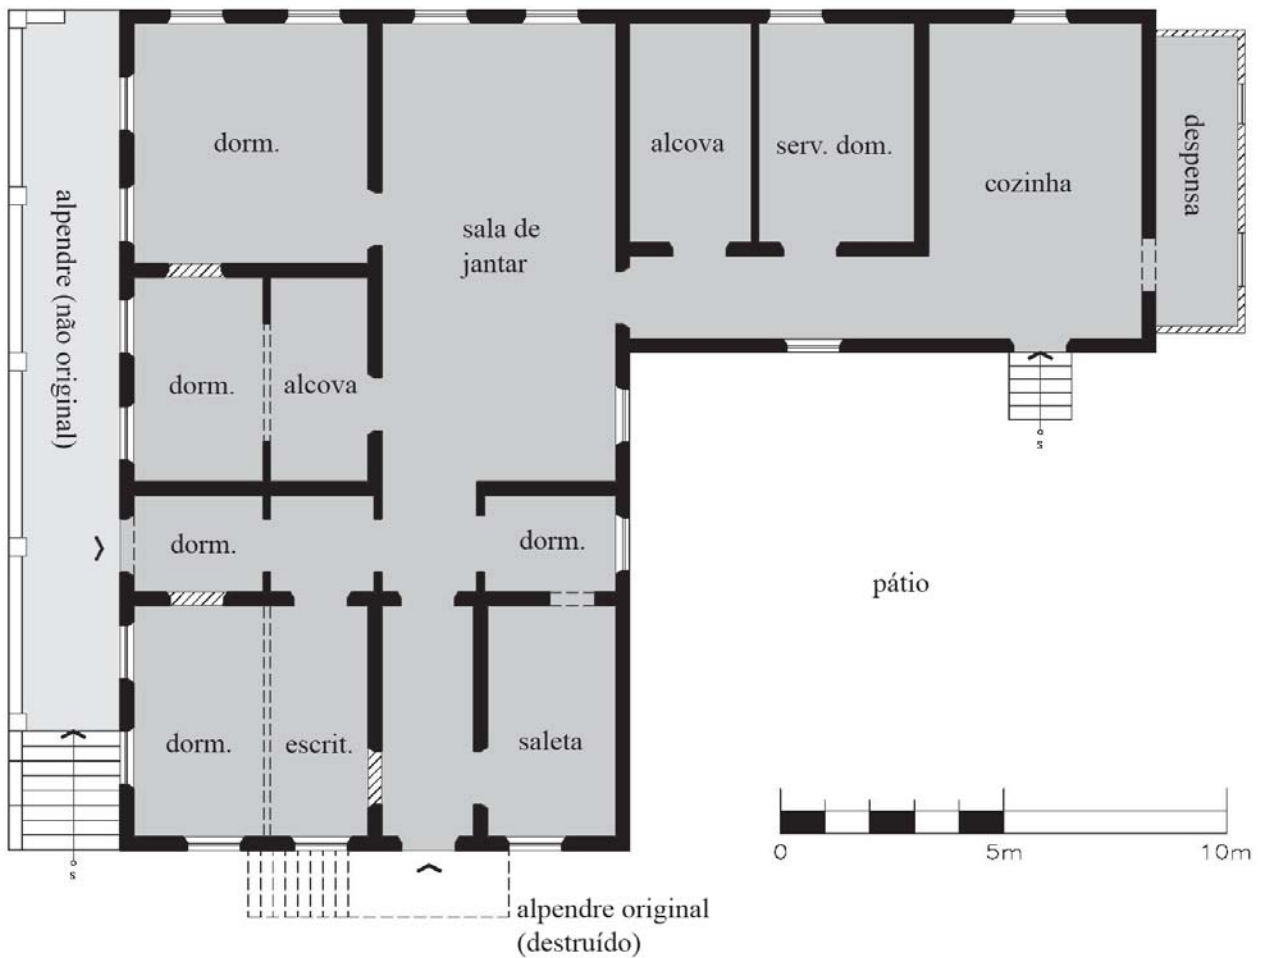 dorm.
sala de
jantar
alcova
serv. dom.
cozinha
despensa
alpendre (não original)
dorm.
alcova
dorm.
dorm.
pátio
dorm.
escrit.
saleta
0
5m
10m
s
s
alpendre original
(destruído)